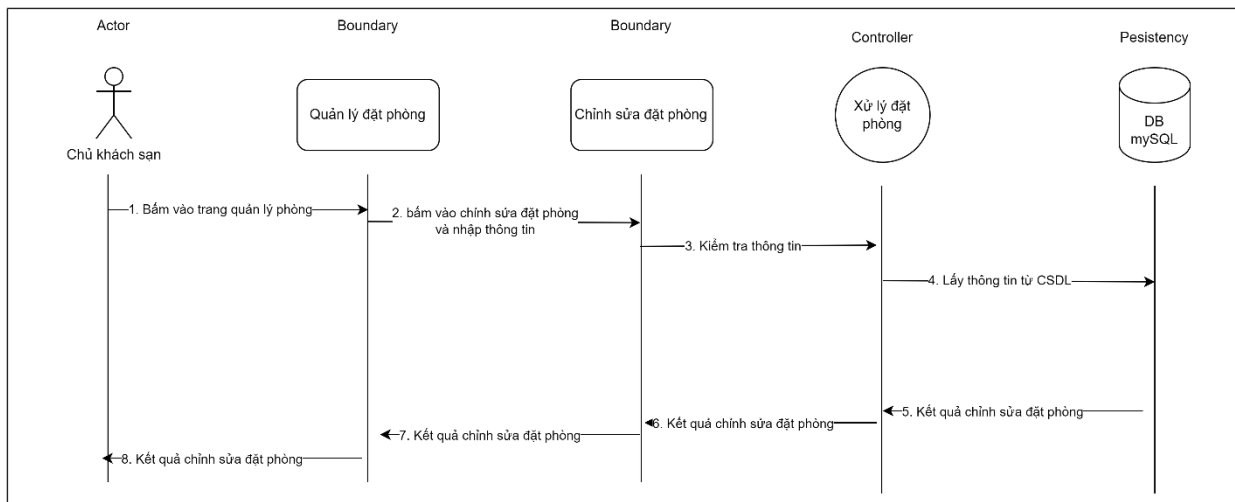 Actor
Boundary
Boundary
Controller
Pesistency
Quản lý đặt phòng
Chỉnh sửa đặt phòng
Xử lý đặt
phòng
DB
mySQL
Chủ khách sạn
1. Bấm vào trang quản lý phòng
2. bấm vào chỉnh sửa đặt phòng
và nhập thông tin
3. Kiểm tra thông tin
4. Lấy thông tin từ CSDL
5. Kết quả chỉnh sửa đặt phòng
6. Kết quả chỉnh sửa đặt phòng
7. Kết quả chỉnh sửa đặt phòng
8. Kết quả chỉnh sửa đặt phòng